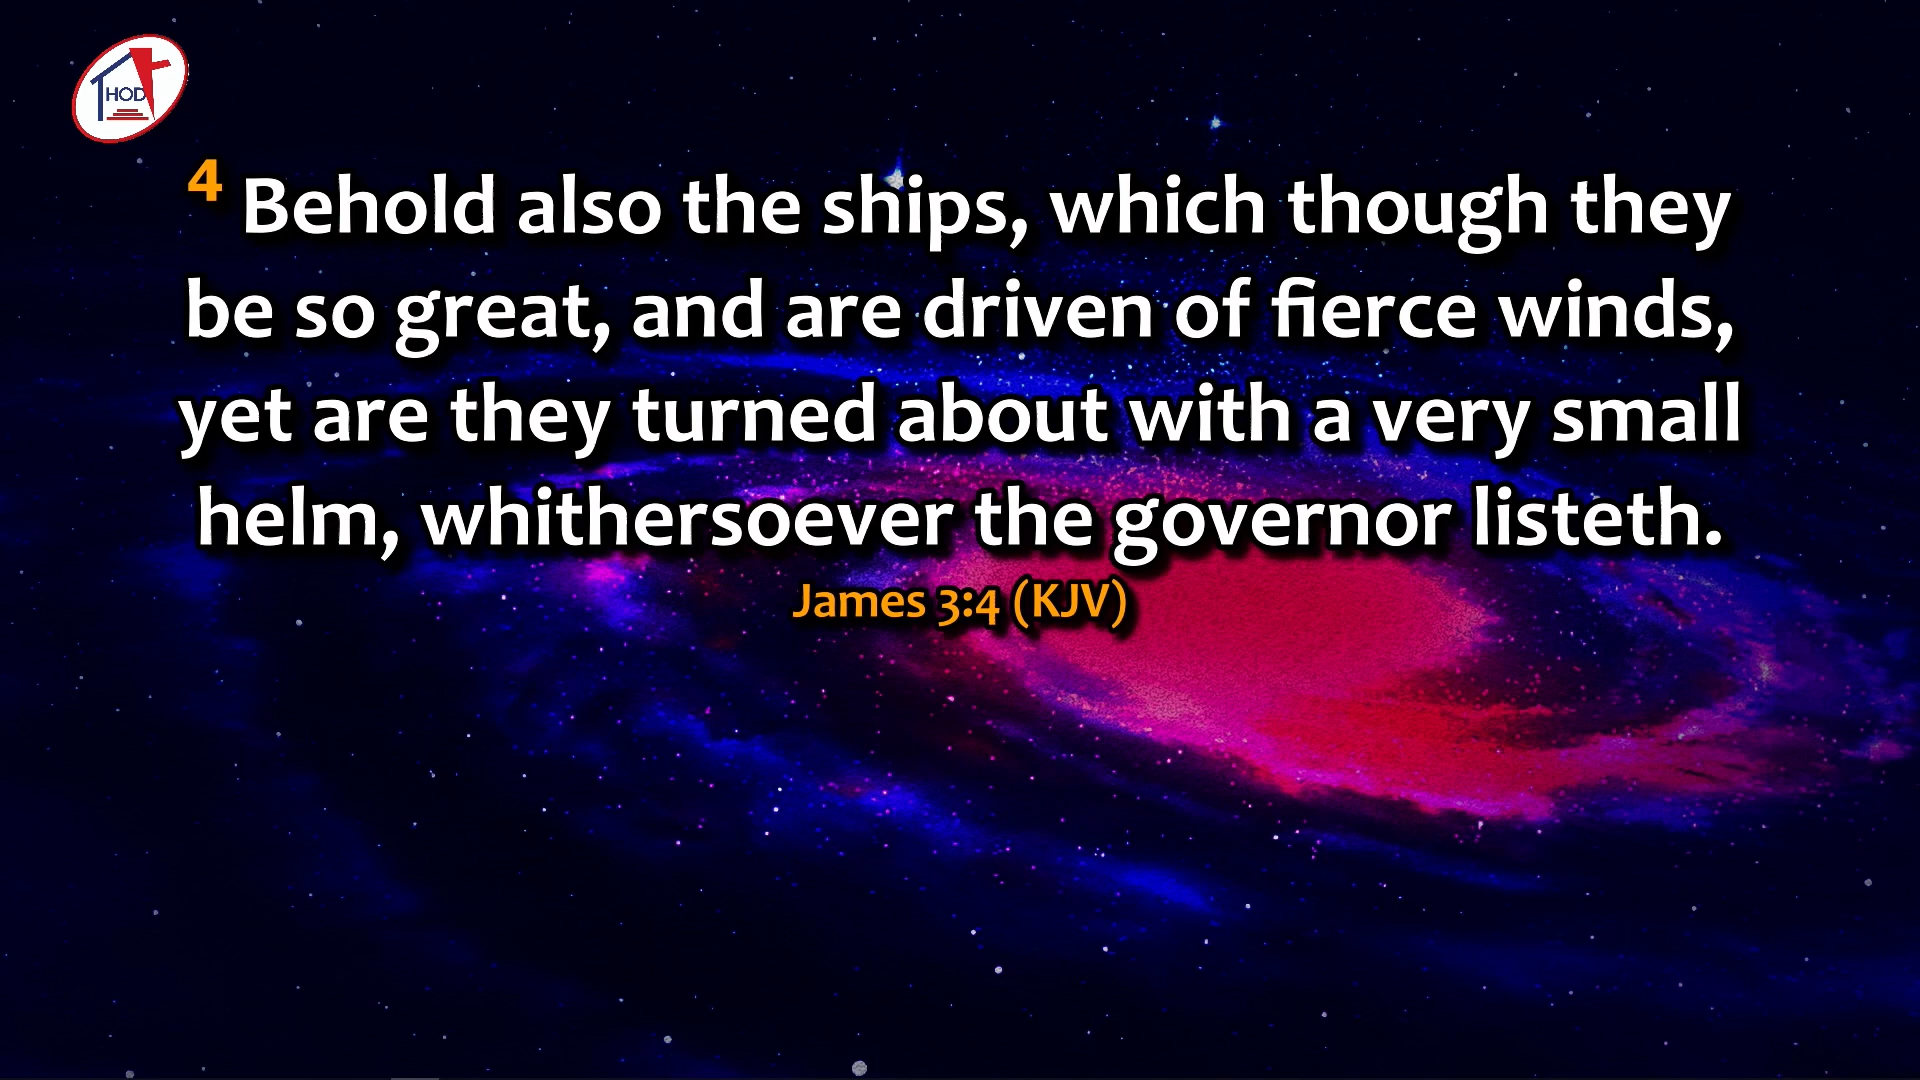 HOD
4 Behold also the ships, which though they
be so great, and are driven of fierce winds,
yet are they turned about with a very small
helm, whithersoever the governor listeth.
James 3:4 (KJV)